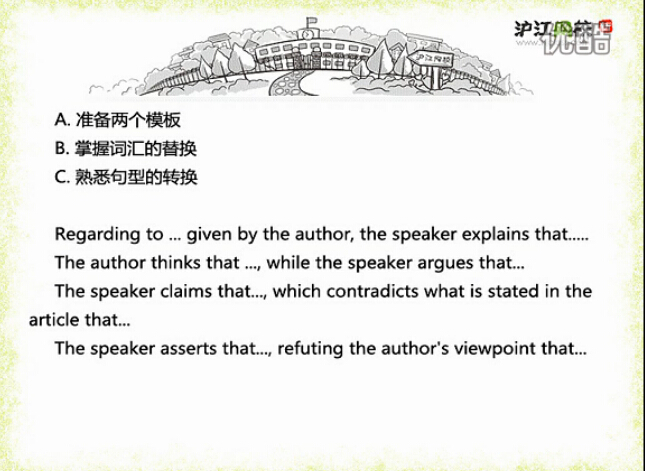 沪江网校
优酷
沪江网校
A. 准备两个模板
B. 掌握词汇的替换
C. 熟悉句型的转换
Regarding to ... given by the author, the speaker explains that.....
The author thinks that ..., while the speaker argues that...
The speaker claims that..., which contradicts what is stated in the
article that...
The speaker asserts that..., refuting the author's viewpoint that...